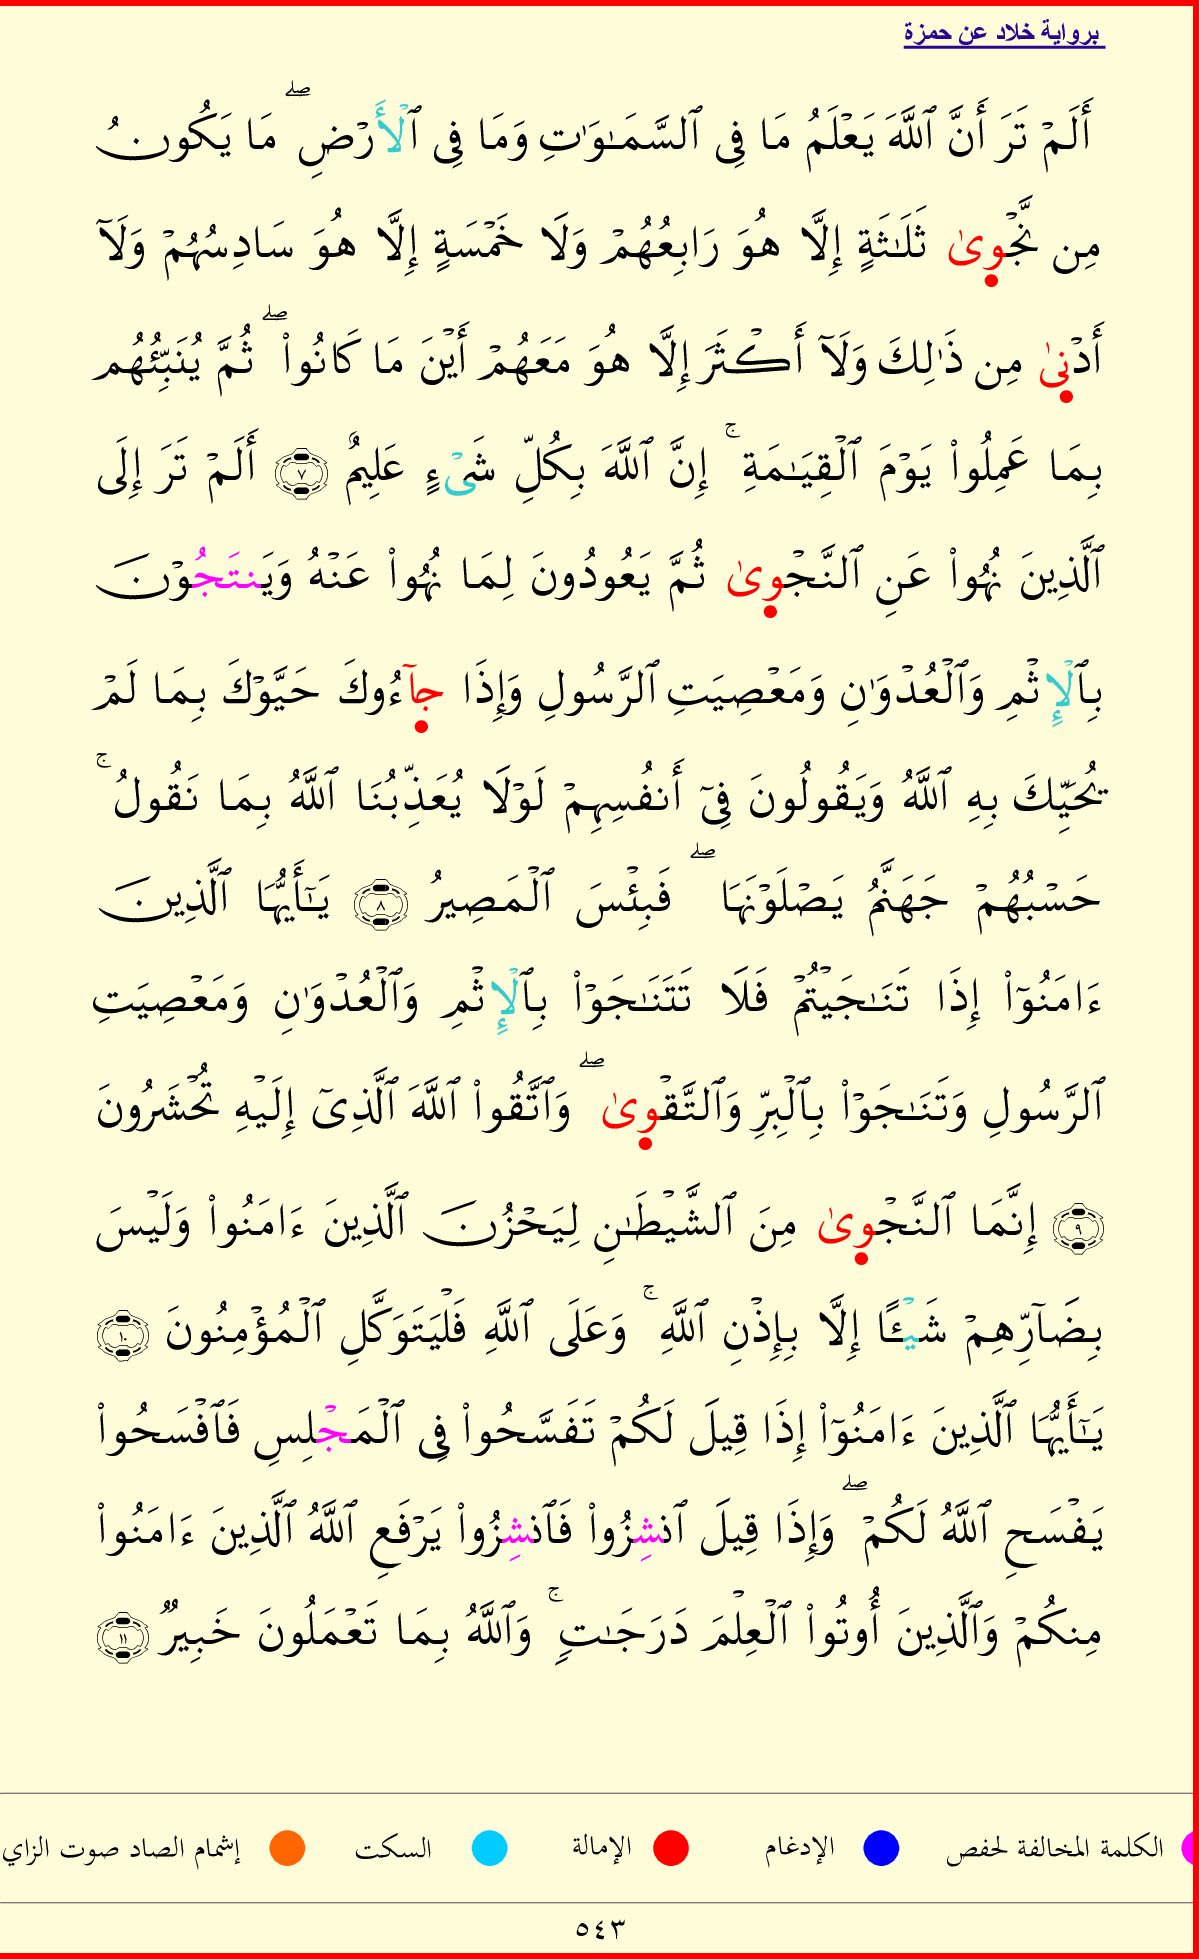 برواية خلاد عن حمزة
أَلَمْ تَرَ أَنَّ ٱللَّهَ يَعْلَمُ مَا فِى ٱلسَّمَـٰوَٰتِ وَمَا فِى ٱلْأَرْضِ ۖ مَا يَكُونُ
مِن نَّجْوِىٰ ثَلَـٰثَةٍ إِلَّا هُوَ رَابِعُهُمْ وَلَا خَمْسَةٍ إِلَّا هُوَ سَادِسُهُمْ وَلَآ
أَدْنِىٰ مِن ذَٰلِكَ وَلَآ أَكْثَرَ إِلَّا هُوَ مَعَهُمْ أَيْنَ مَا كَانُوا۟ ۖ ثُمَّ يُنَبِّئُهُم
بِمَا عَمِلُوا۟ يَوْمَ ٱلْقِيَـٰمَةِ ۚ إِنَّ ٱللَّهَ بِكُلِّ شَىْءٍ عَلِيمٌ ٧ أَلَمْ تَرَ إِلَى
ٱلَّذِينَ نُهُوا۟ عَنِ ٱلنَّجْوِىٰ ثُمَّ يَعُودُونَ لِمَا نُهُوا۟ عَنْهُ وَيَنتَجُوْنَ
بِٱلْإِثْمِ وَٱلْعُدْوَٰنِ وَمَعْصِيَتِ ٱلرَّسُولِ وَإِذَا جآءُوكَ حَيَّوْكَ بِمَا لَمْ
يُحَيِّكَ بِهِ ٱللَّهُ وَيَقُولُونَ فِىٓ أَنفُسِهِمْ لَوْلَا يُعَذِّبُنَا ٱللَّهُ بِمَا نَقُولُ ۚ
حَسْبُهُمْ جَهَنَّمُ يَصْلَوْنَهَا ۖ فَبِئْسَ ٱلْمَصِيرُ ٨ يَـٰٓأَيُّهَا ٱلَّذِينَ
ءَامَنُوٓا۟ إِذَا تَنَـٰجَيْتُمْ فَلَا تَتَنَـٰجَوْا۟ بِٱلْإِثْمِ وَٱلْعُدْوَٰنِ وَمَعْصِيَتِ
ٱلرَّسُولِ وَتَنَـٰجَوْا۟ بِٱلْبِرِّ وَٱلتَّقْوِىٰ ۖ وَٱتَّقُوا۟ ٱللَّهَ ٱلَّذِىٓ إِلَيْهِ تُحْشَرُونَ
٩ إِنَّمَا ٱلنَّجْوِىٰ مِنَ ٱلشَّيْطَـٰنِ لِيَحْزُنَ ٱلَّذِينَ ءَامَنُوا۟ وَلَيْسَ
بِضَآرِّهِمْ شَيْـًٔا إِلَّا بِإِذْنِ ٱللَّهِ ۚ وَعَلَى ٱللَّهِ فَلْيَتَوَكَّلِ ٱلْمُؤْمِنُونَ ١٠
يَـٰٓأَيُّهَا ٱلَّذِينَ ءَامَنُوٓا۟ إِذَا قِيلَ لَكُمْ تَفَسَّحُوا۟ فِى ٱلْمَجْلِسِ فَٱفْسَحُوا۟
يَفْسَحِ ٱللَّهُ لَكُمْ ۖ وَإِذَا قِيلَ ٱنشِزُوا۟ فَٱنشِزُوا۟ يَرْفَعِ ٱللَّهُ ٱلَّذِينَ ءَامَنُوا۟
مِنكُمْ وَٱلَّذِينَ أُوتُوا۟ ٱلْعِلْمَ دَرَجَـٰتٍ ۚ وَٱللَّهُ بِمَا تَعْمَلُونَ خَبِيرٌ ١١
الكلمة المخالفة لحفص الإدغام الإمالة السكت إشمام الصاد صوت الزاي
٥٤٣